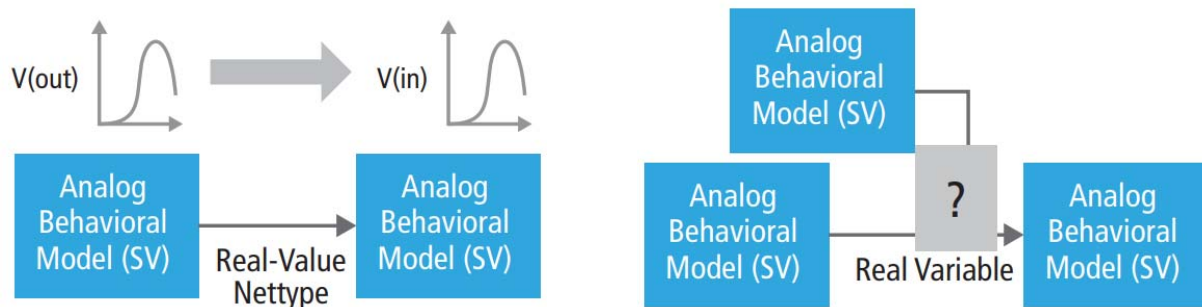 V(out)
V(in)
Analog
Behavioral
Model (SV)
Real-Value
Nettype
Analog
Behavioral
Model (SV)
Analog
Behavioral
Model (SV)
Analog
Behavioral
Model (SV)
?
Real Variable
Analog
Behavioral
Model (SV)